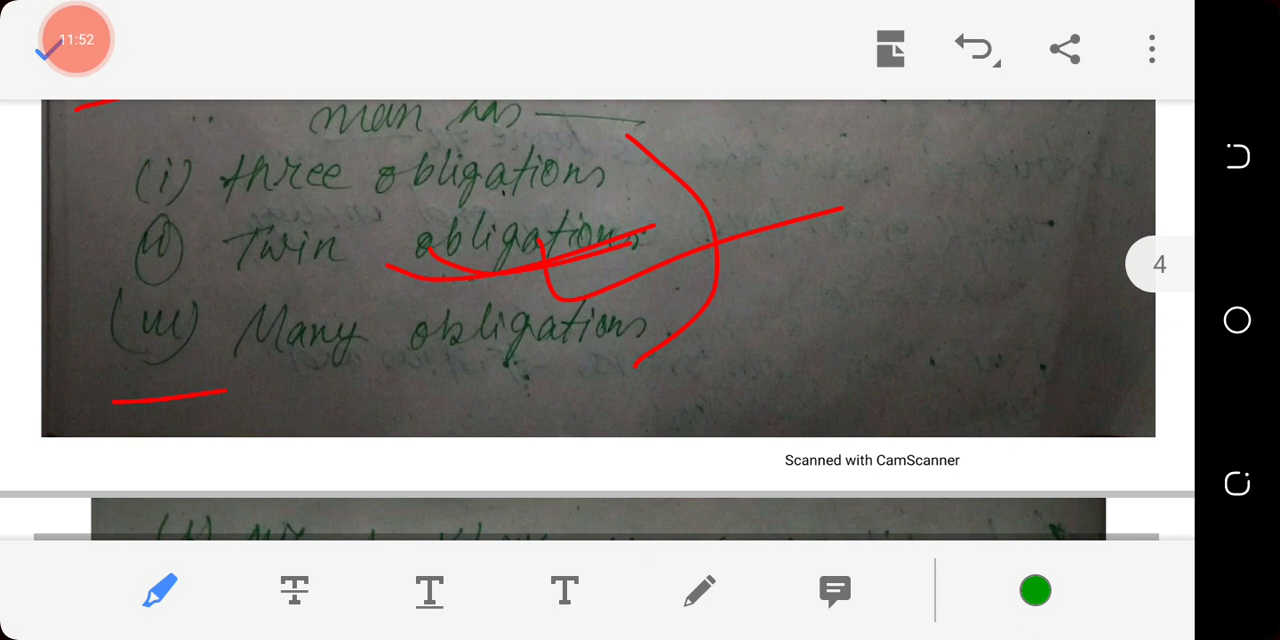 11:52
man has
(i) three obligations
(ii) Twin obligations
(iii) Many obligations.
4
Scanned with CamScanner